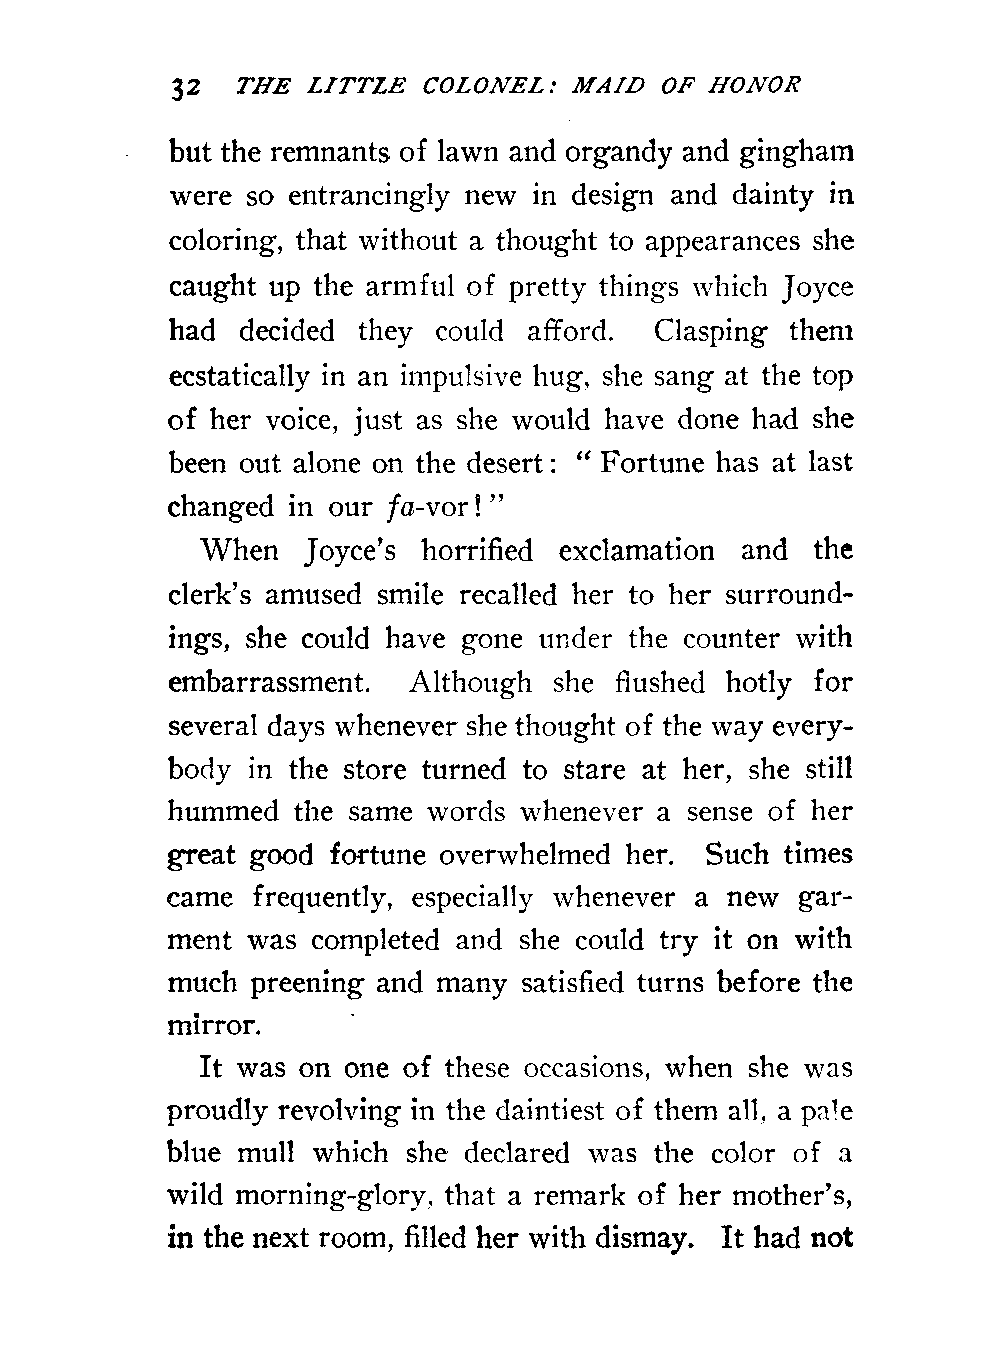 32 THE LITTLE COLONEL: MAID OF HONOR
but the remnants of lawn and organdy and gingham
were so entrancingly new in design and dainty in
coloring, that without a thought to appearances she
caught up the armful of pretty things which Joyce
had decided they could afford. Clasping them
ecstatically in an impulsive hug, she sang at the top
of her voice, just as she would have done had she
been out alone on the desert: “ Fortune has at last
changed in our fa-vor! ”
When Joyce’s horrified exclamation and the
clerk’s amused smile recalled her to her surround-
ings, she could have gone under the counter with
embarrassment. Although she flushed hotly for
several days whenever she thought of the way every-
body in the store turned to stare at her, she still
hummed the same words whenever a sense of her
great good fortune overwhelmed her. Such times
came frequently, especially whenever a new gar-
ment was completed and she could try it on with
much preening and many satisfied turns before the
mirror.
It was on one of these occasions, when she was
proudly revolving in the daintiest of them all, a pale
blue mull which she declared was the color of a
wild morning-glory, that a remark of her mother’s,
in the next room, filled her with dismay. It had not